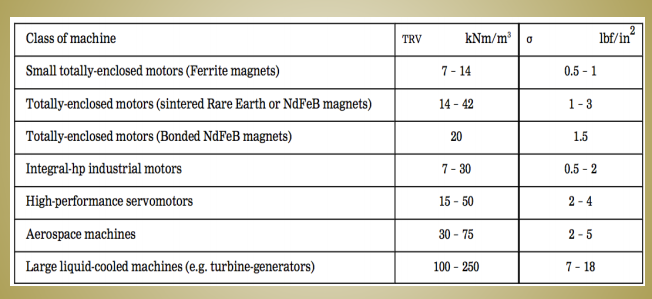 Class of machine TRV kNm/m³ σ lbf/in²
Small totally-enclosed motors (Ferrite magnets) 7 – 14 0.5 – 1
Totally-enclosed motors (sintered Rare Earth or NdFeB magnets) 14 – 42 1 – 3
Totally-enclosed motors (Bonded NdFeB magnets) 20 1.5
Integral-hp industrial motors 7 – 30 0.5 – 2
High-performance servomotors 15 – 50 2 – 4
Aerospace machines 30 – 75 2 – 5
Large liquid-cooled machines (e.g. turbine-generators) 100 – 250 7 – 18